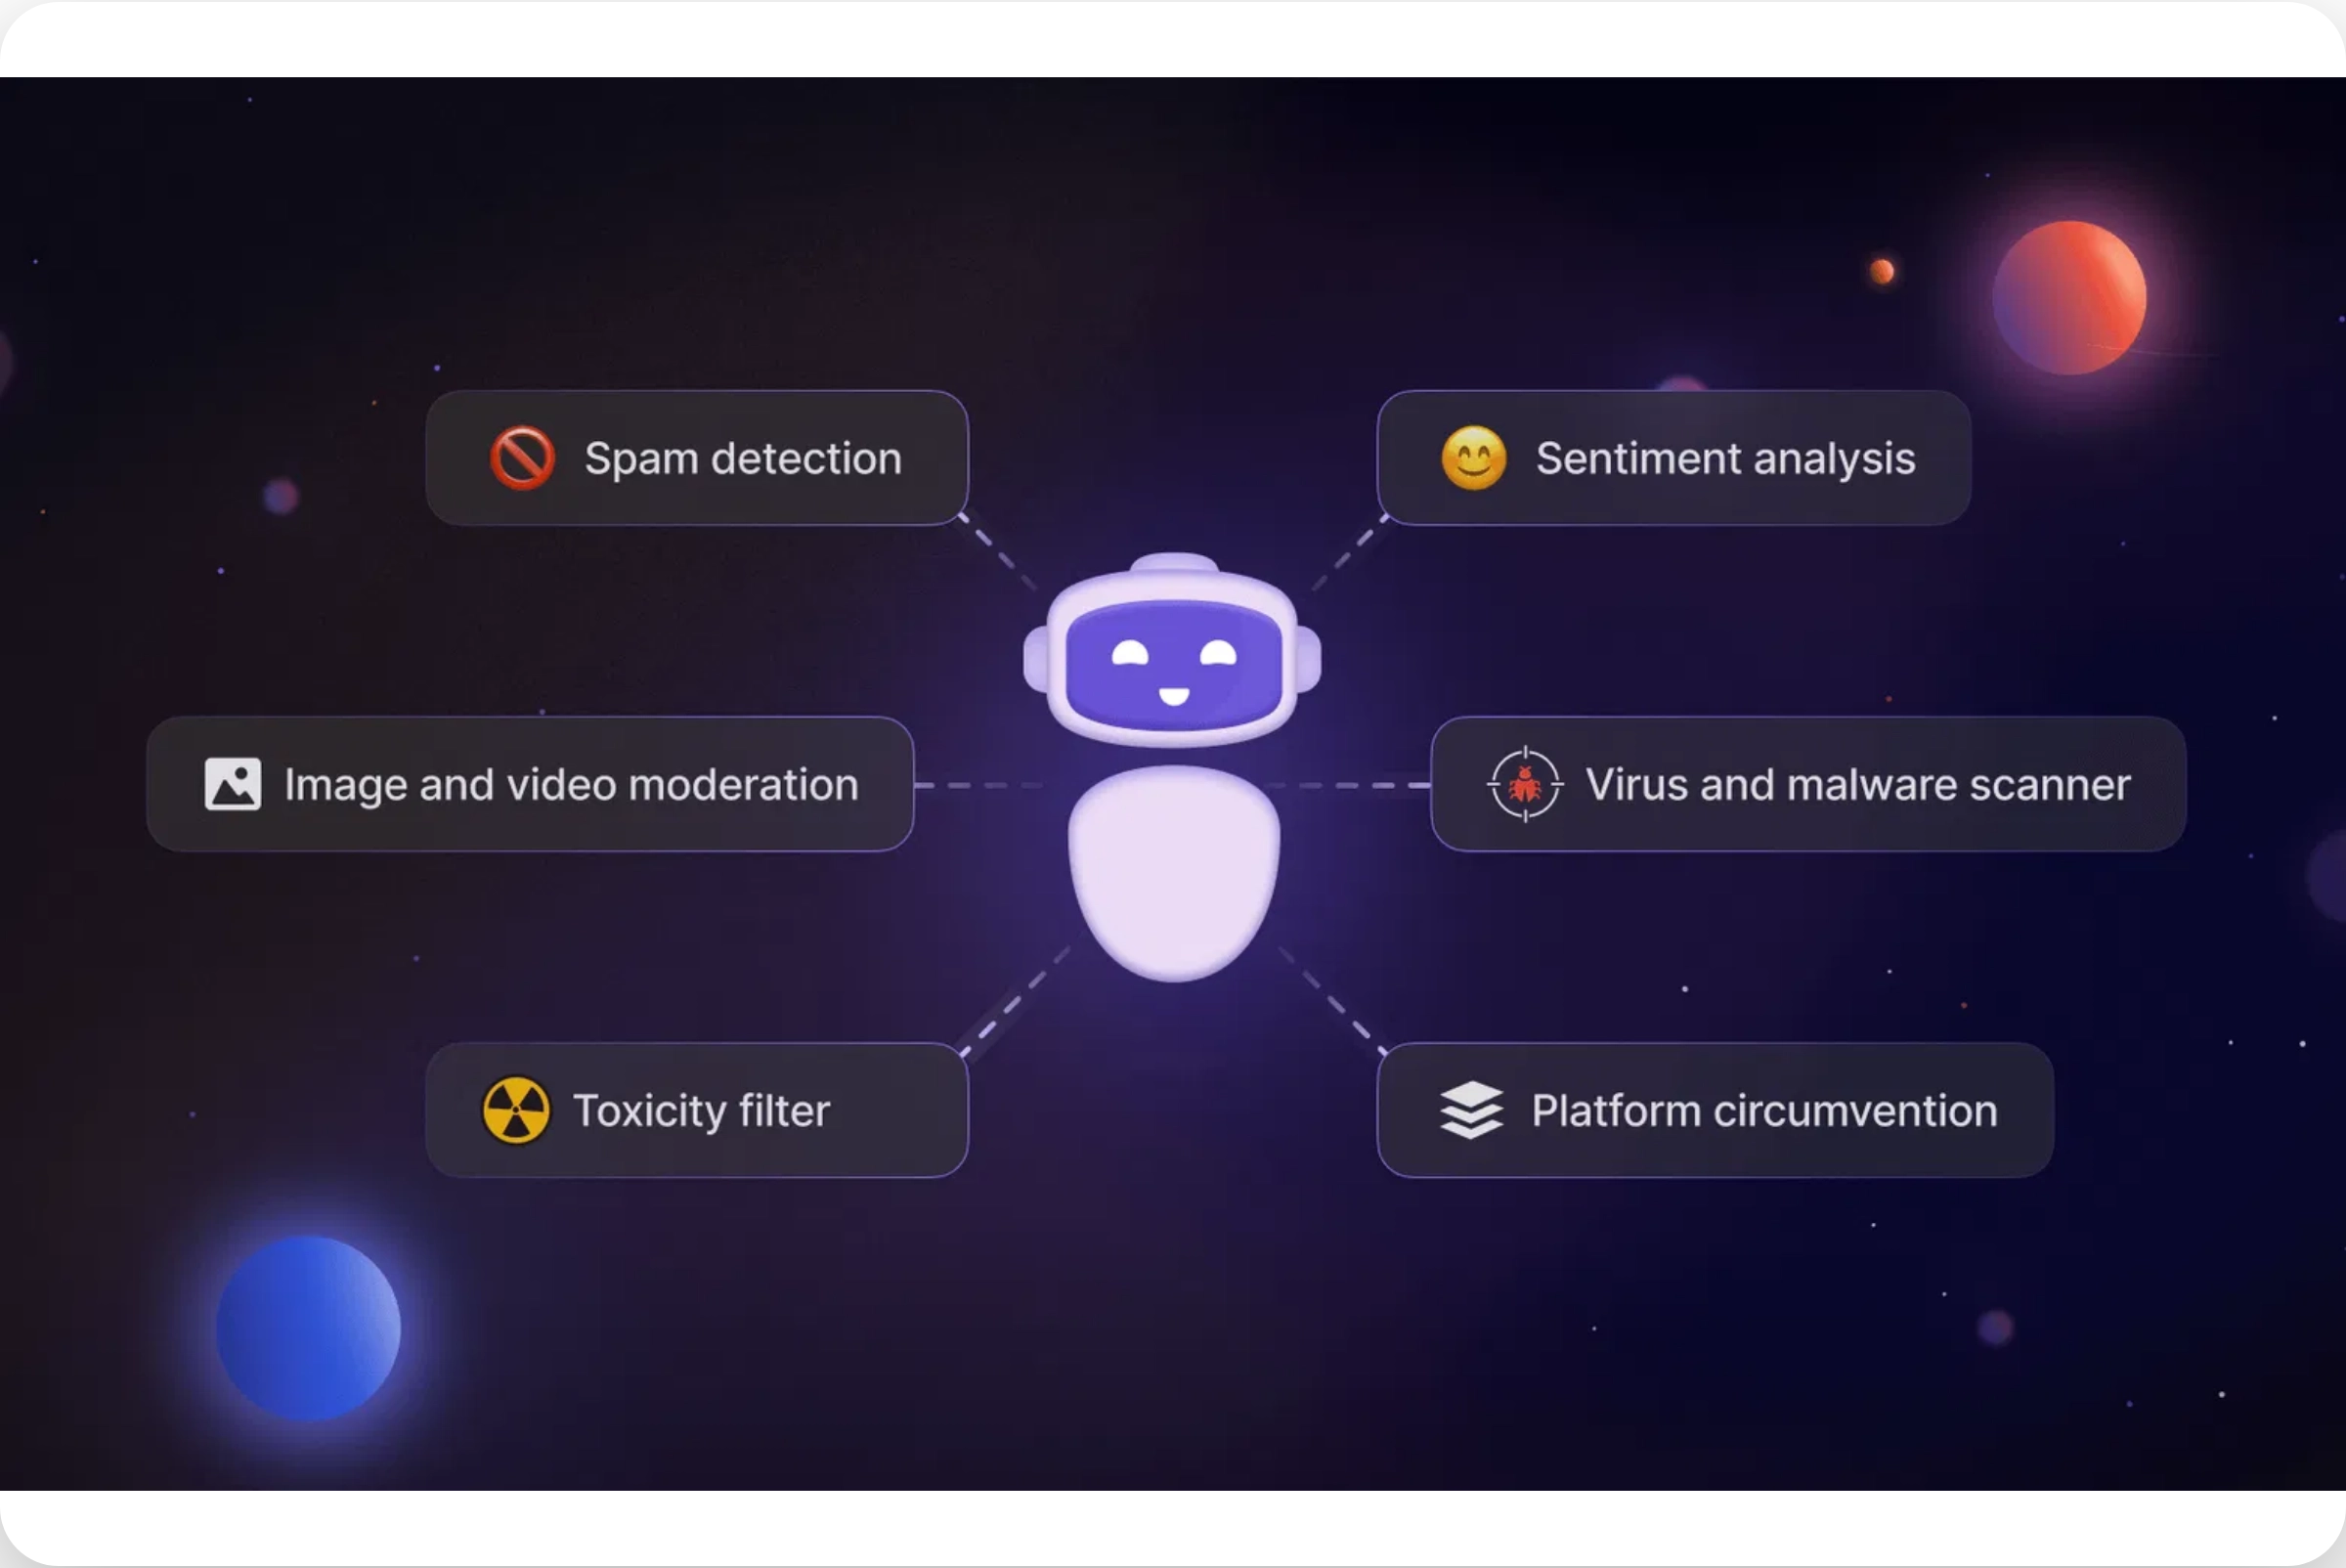 Spam detection
Sentiment analysis
Image and video moderation
Virus and malware scanner
Toxicity filter
Platform circumvention